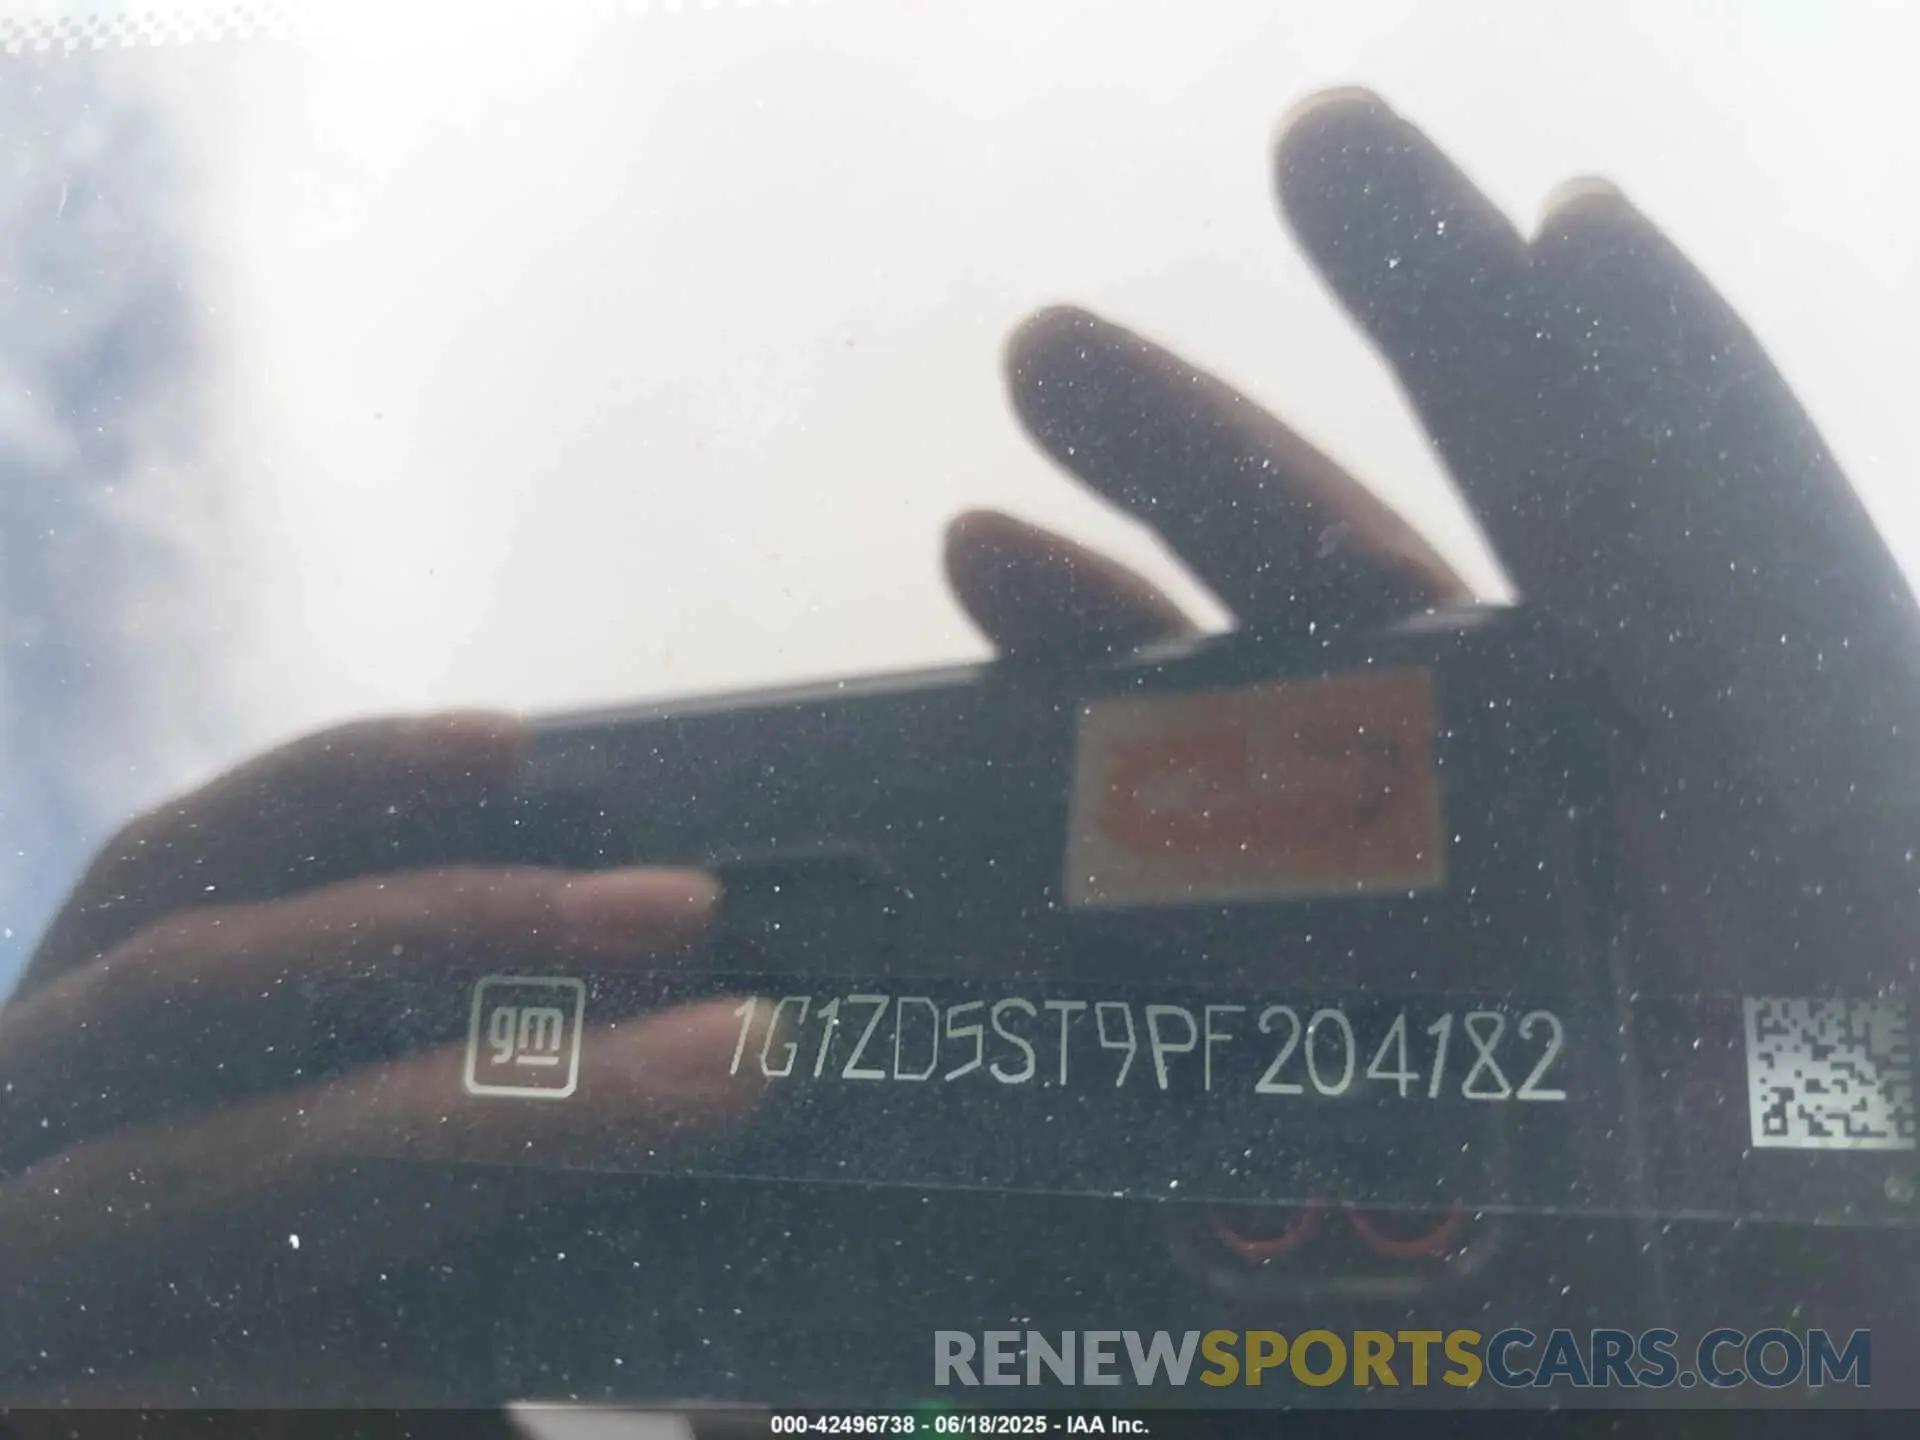 gm 1G1ZD5ST9PF204182
RENEWSPORTSCARS.COM
000-42496738 - 06/18/2025 - IAA Inc.